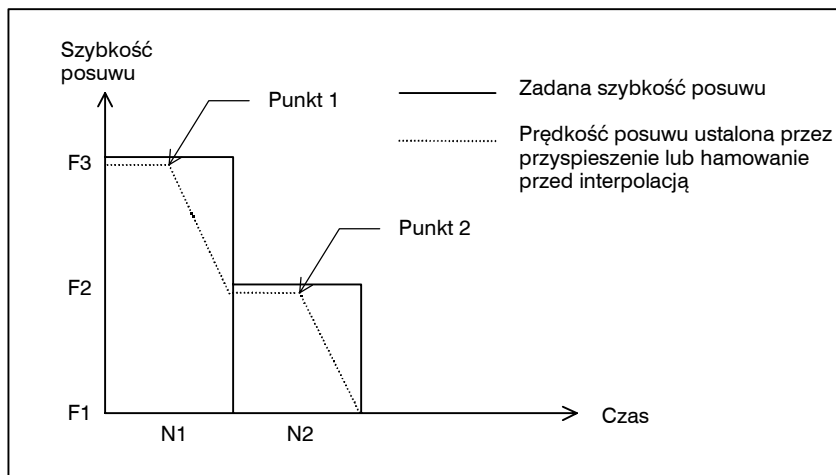 Szybkość
posuwu
Punkt 1
Zadana szybkość posuwu
Prędkość posuwu ustalona przez
przyspieszenie lub hamowanie
przed interpolacją
F3
Punkt 2
F2
F1
Czas
N1 N2